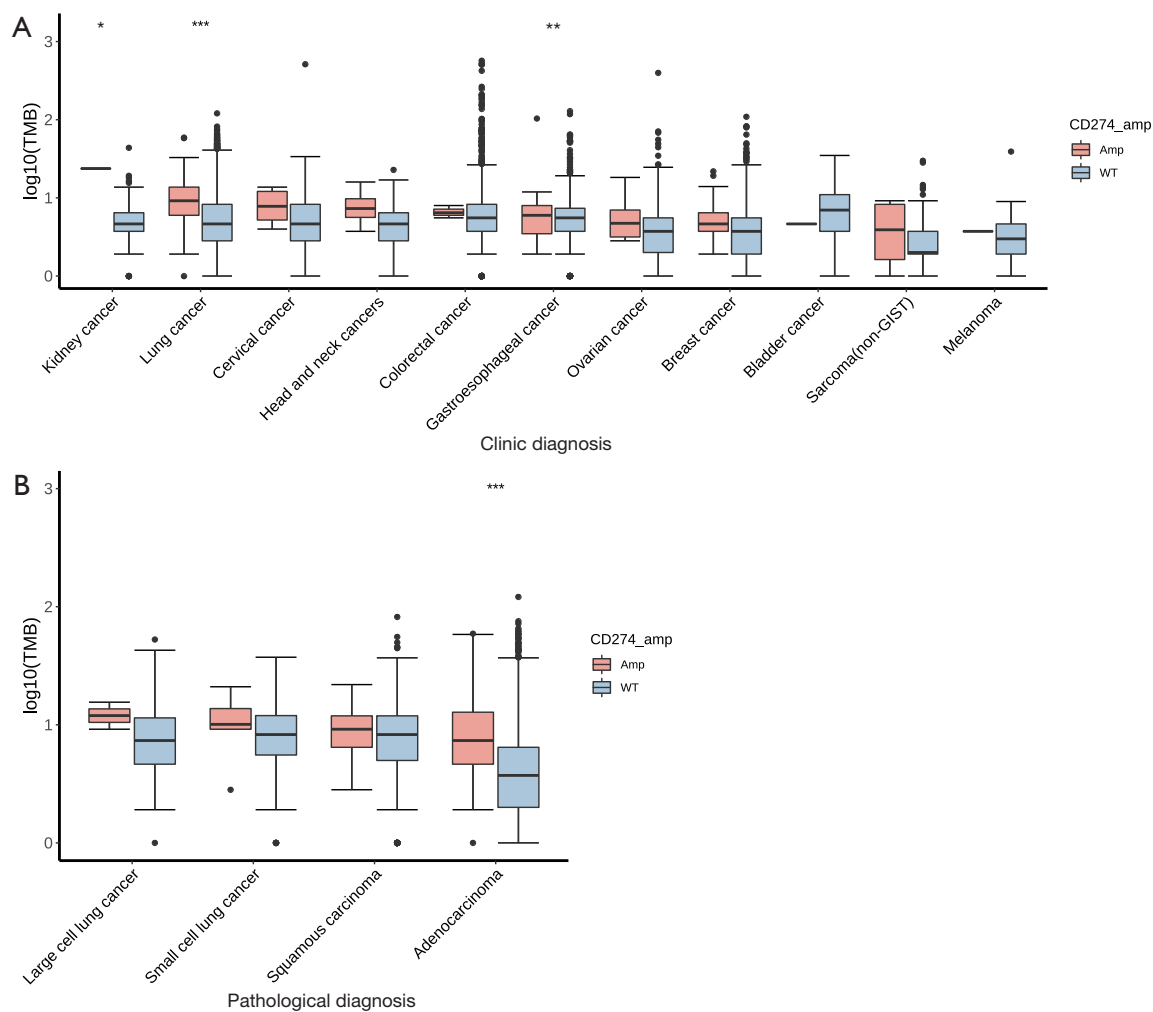 A
* *** **
3
2
1
0
log10(TMB)
Kidney cancer
Lung cancer
Cervical cancer
Head and neck cancers
Colorectal cancer
Gastroesophageal cancer
Ovarian cancer
Breast cancer
Bladder cancer
Sarcoma(non-GIST)
Melanoma
Clinic diagnosis
CD274_amp
Amp
WT
B
***
3
2
1
0
log10(TMB)
Large cell lung cancer
Small cell lung cancer
Squamous carcinoma
Adenocarcinoma
Pathological diagnosis
CD274_amp
Amp
WT